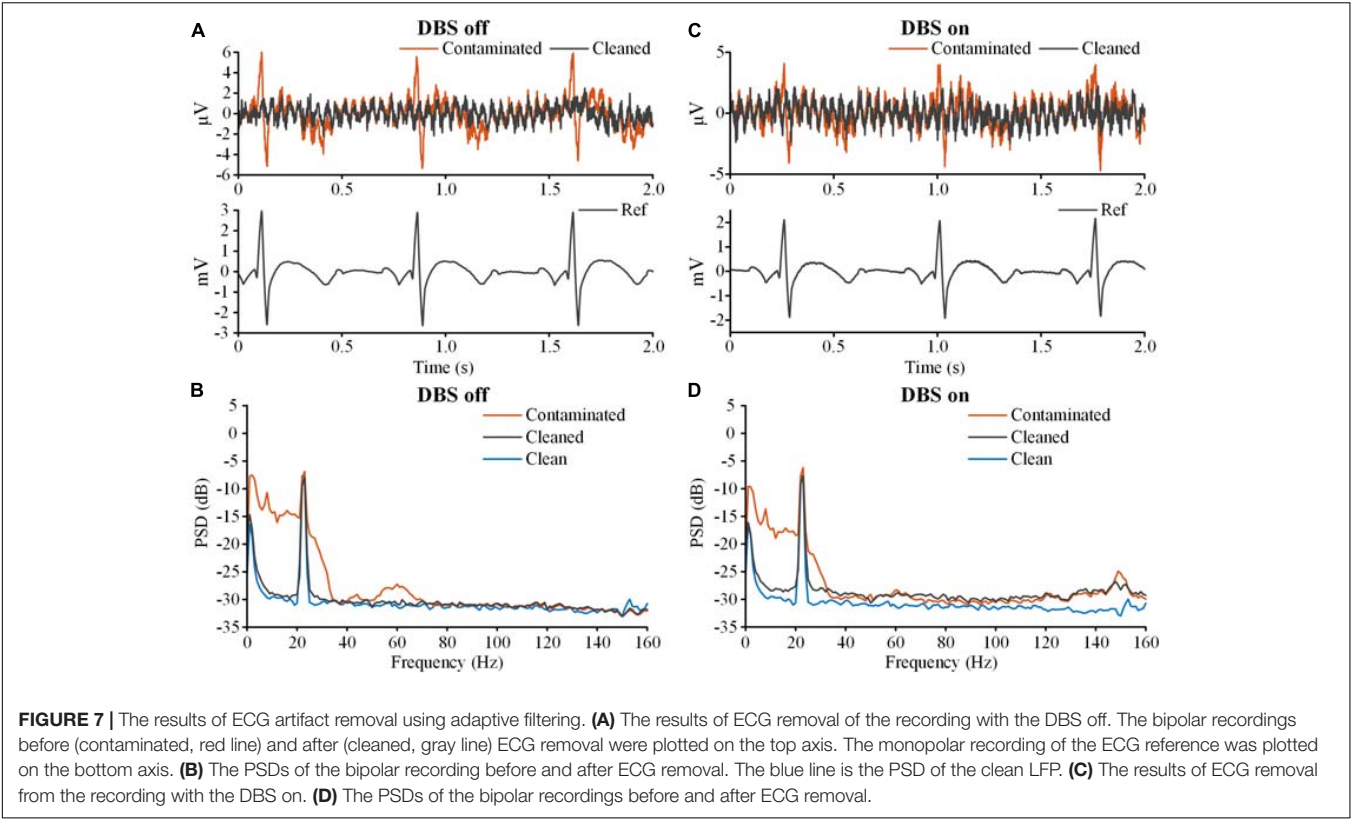 A
DBS off
Contaminated Cleaned
6
4
2
0
-2
-4
-6
μV
0 0.5 1.0 1.5 2.0
Ref
3
2
1
0
-1
-2
-3
mV
0 0.5 1.0 1.5 2.0
Time (s)
C
DBS on
Contaminated Cleaned
5
0
-5
μV
0 0.5 1.0 1.5 2.0
Ref
2
1
0
-1
-2
mV
0 0.5 1.0 1.5 2.0
Time (s)
B
DBS off
Contaminated
Cleaned
Clean
5
0
-5
-10
-15
-20
-25
-30
-35
PSD (dB)
0 20 40 60 80 100 120 140 160
Frequency (Hz)
D
DBS on
Contaminated
Cleaned
Clean
5
0
-5
-10
-15
-20
-25
-30
-35
PSD (dB)
0 20 40 60 80 100 120 140 160
Frequency (Hz)
FIGURE 7 | The results of ECG artifact removal using adaptive filtering. (A) The results of ECG removal of the recording with the DBS off. The bipolar recordings
before (contaminated, red line) and after (cleaned, gray line) ECG removal were plotted on the top axis. The monopolar recording of the ECG reference was plotted
on the bottom axis. (B) The PSDs of the bipolar recording before and after ECG removal. The blue line is the PSD of the clean LFP. (C) The results of ECG removal
from the recording with the DBS on. (D) The PSDs of the bipolar recordings before and after ECG removal.